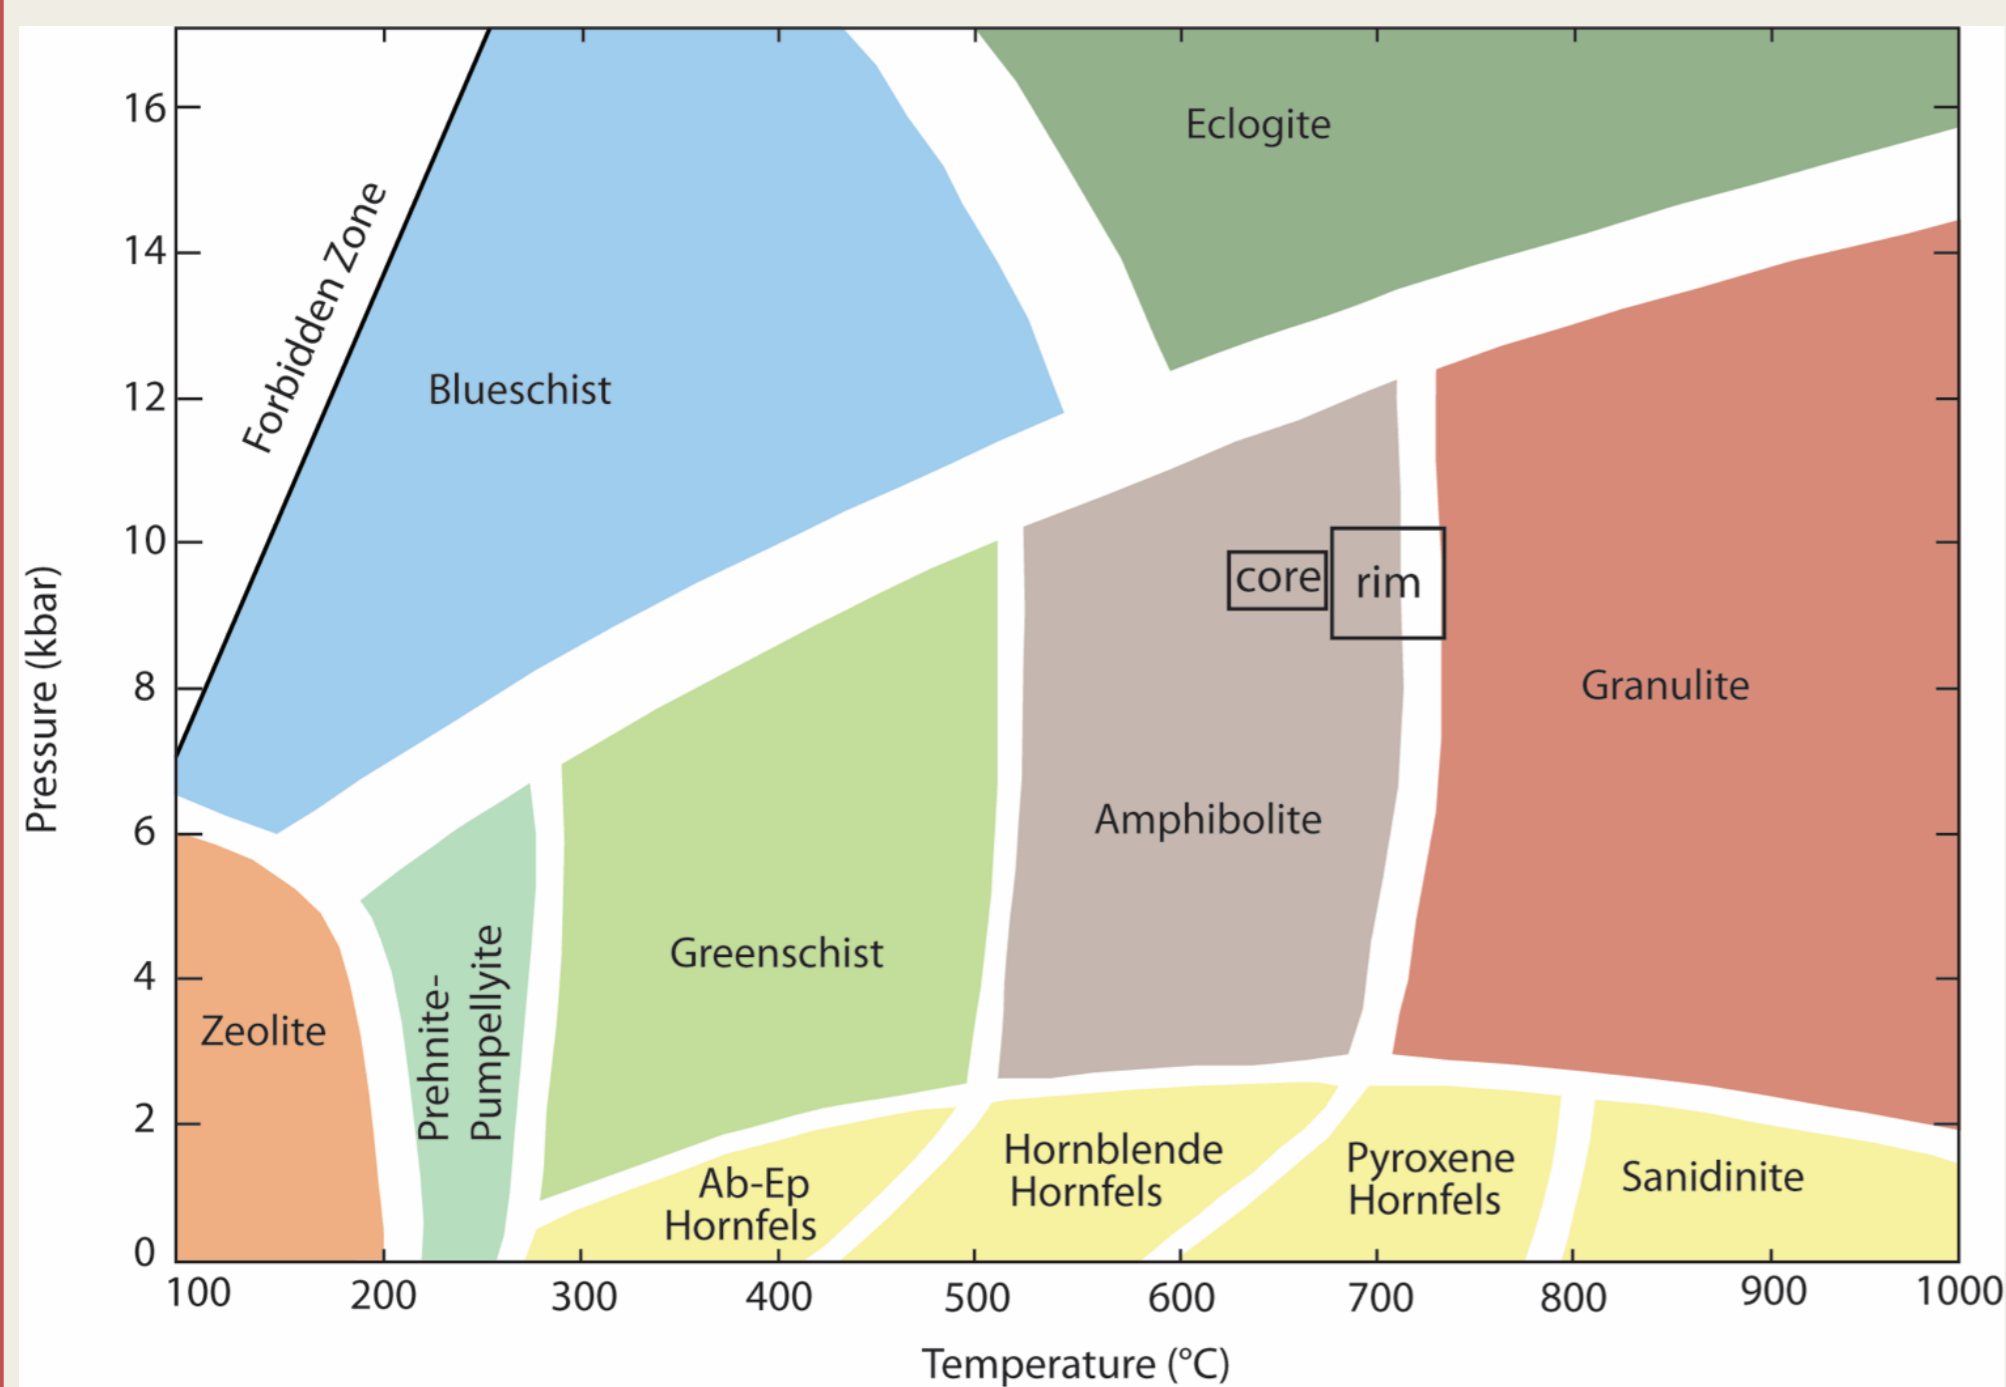 16
14
12
10
8
6
4
2
0
Pressure (kbar)
Forbidden Zone
Eclogite
Blueschist
core
rim
Granulite
Amphibolite
Greenschist
Zeolite
Prehnite-
Pumpellyite
Ab-Ep
Hornfels
Hornblende
Hornfels
Pyroxene
Hornfels
Sanidinite
100 200 300 400 500 600 700 800 900 1000
Temperature (°C)